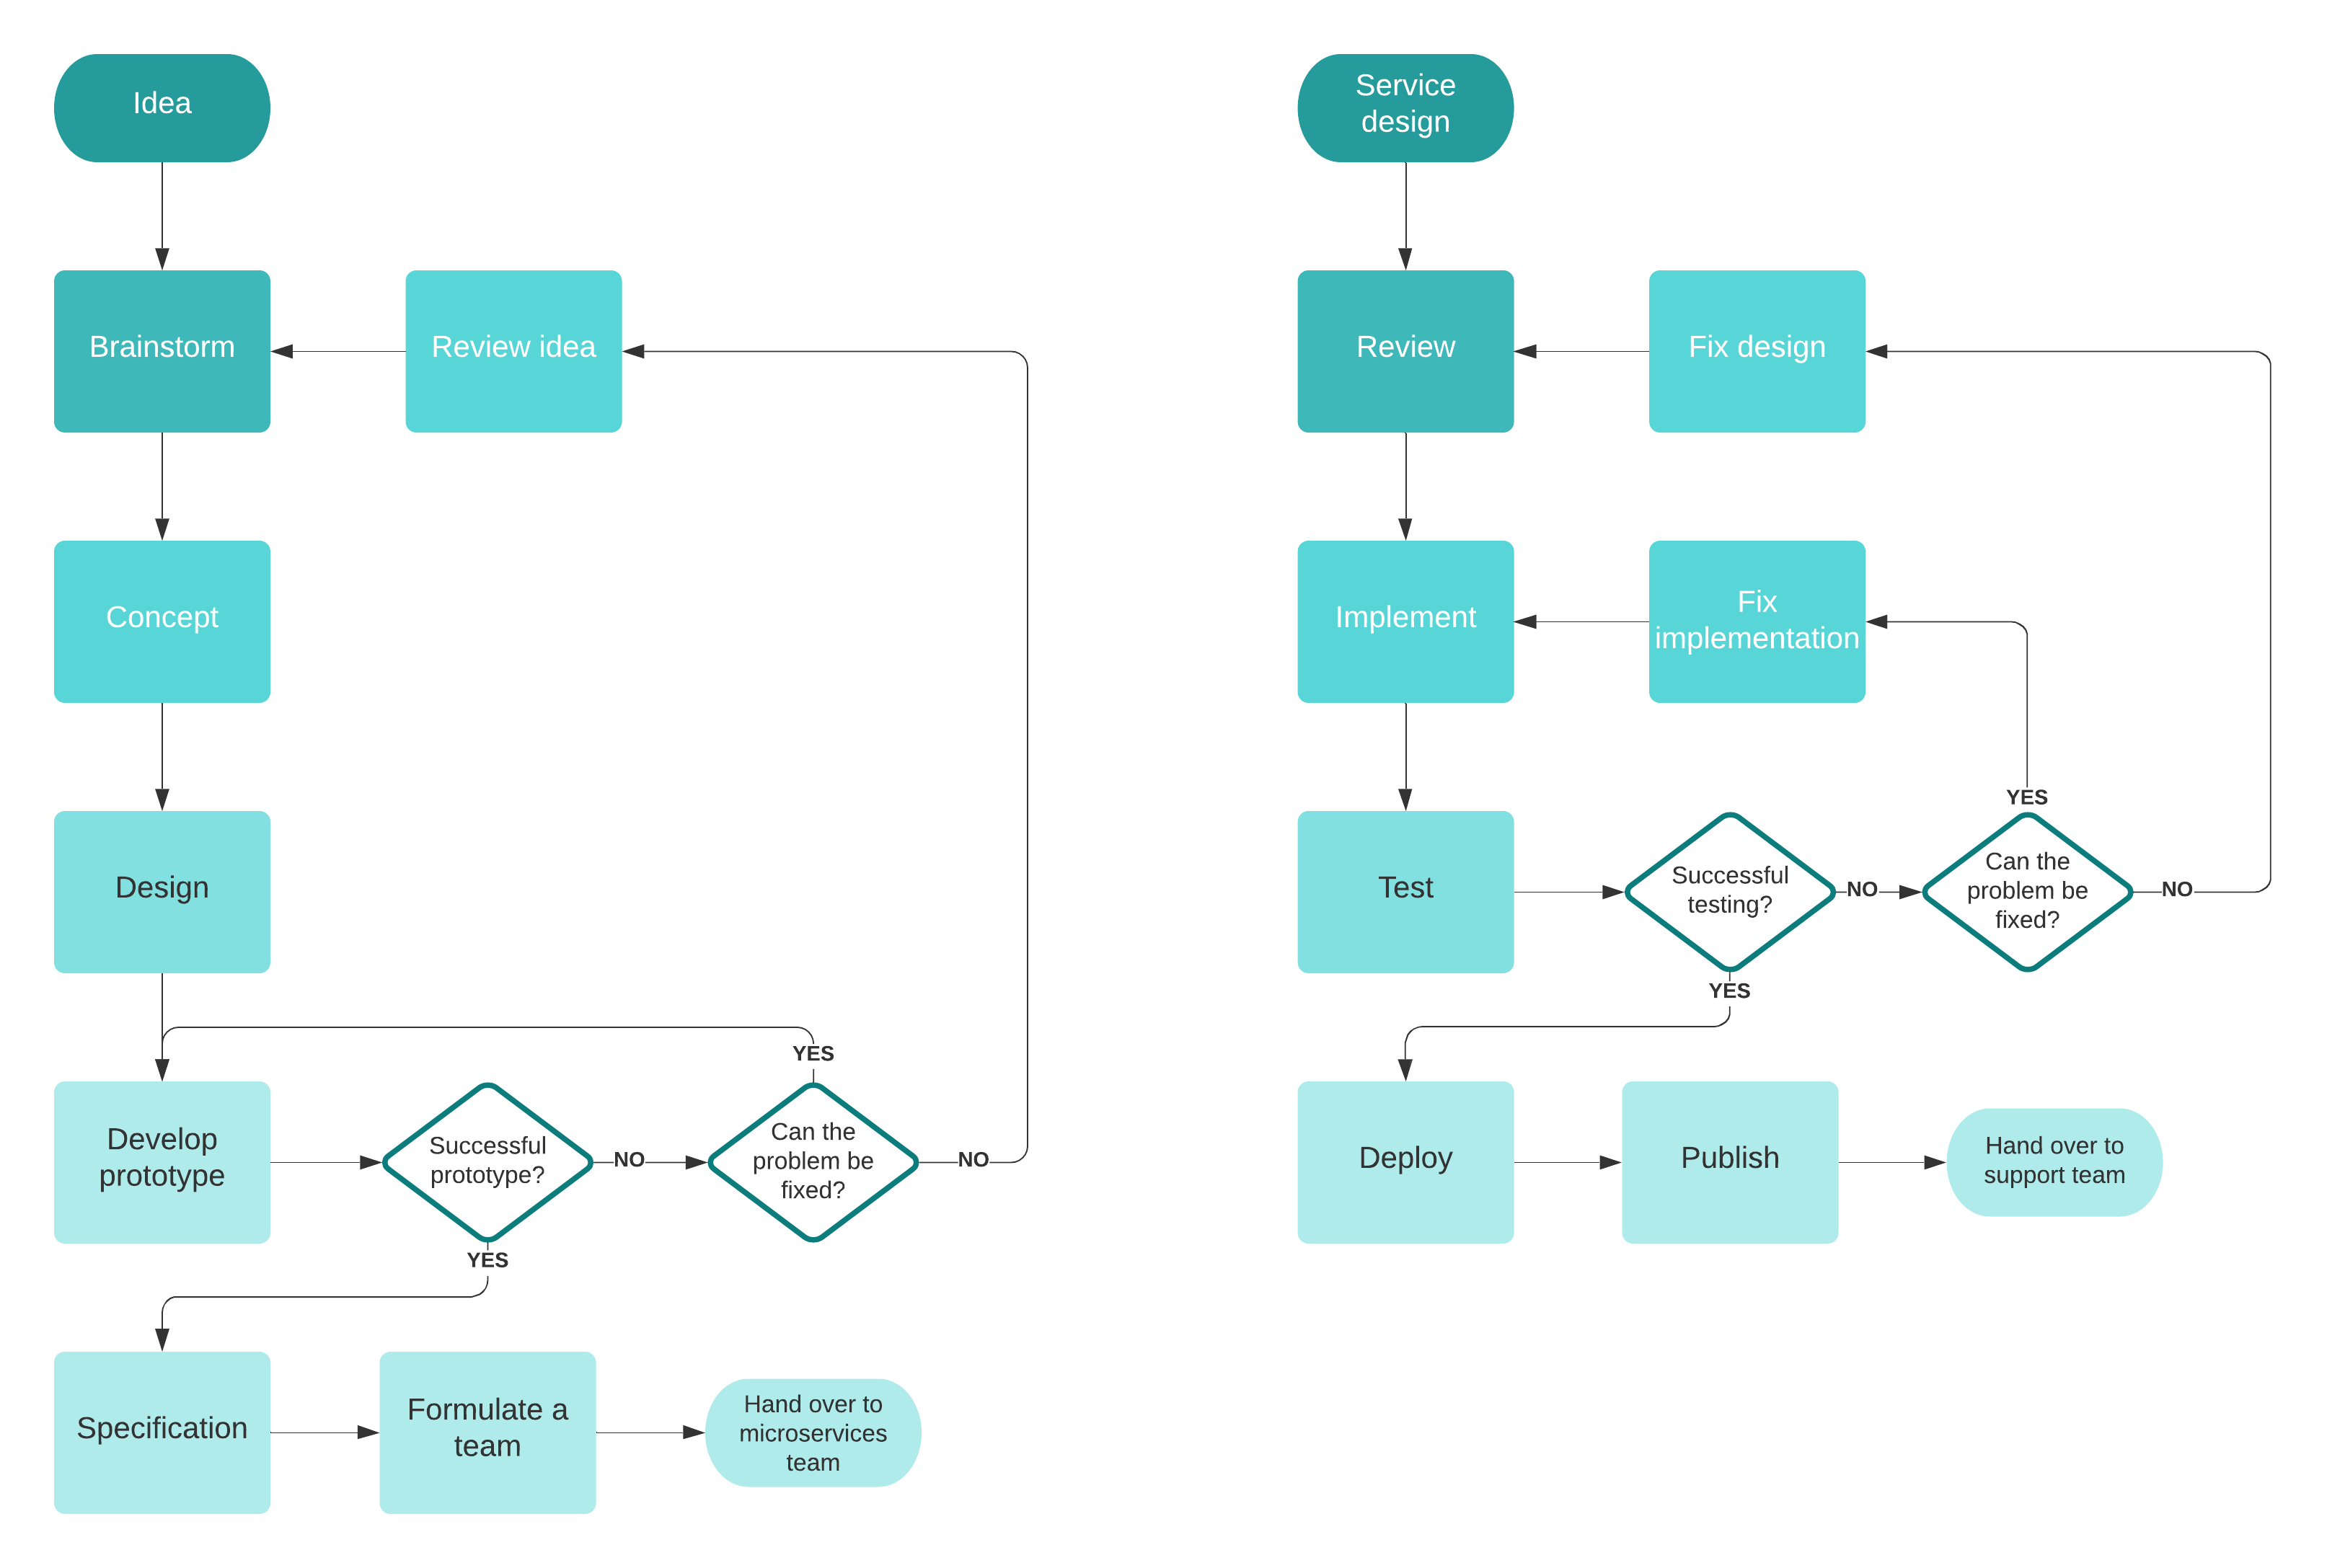 Idea
Brainstorm
Review idea
Concept
Design
YES
Develop
prototype
Successful
prototype?
NO
Can the
problem be
fixed?
NO
YES
Specification
Formulate a
team
Hand over to
microservices
team
Service
design
Review
Fix design
Implement
Fix
implementation
YES
Test
Successful
testing?
NO
Can the
problem be
fixed?
NO
YES
Deploy
Publish
Hand over to
support team